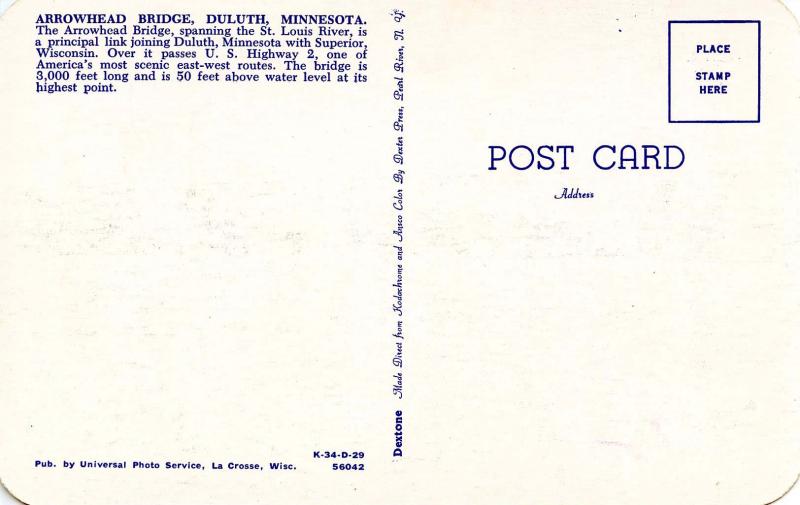 ARROWHEAD BRIDGE, DULUTH, MINNESOTA.
The Arrowhead Bridge, spanning the St. Louis River, is
a principal link joining Duluth, Minnesota with Superior,
Wisconsin. Over it passes U. S. Highway 2, one of
America's most scenic east-west routes. The bridge is
3,000 feet long and is 50 feet above water level at its
highest point.
K-34-D-29
Pub. by Universal Photo Service, La Crosse, Wisc. 56042
Dextone Made Direct from Kodachrome and Ansco Color By Dexter Press, Pearl River, N. Y.
PLACE
STAMP
HERE
POST CARD
Address